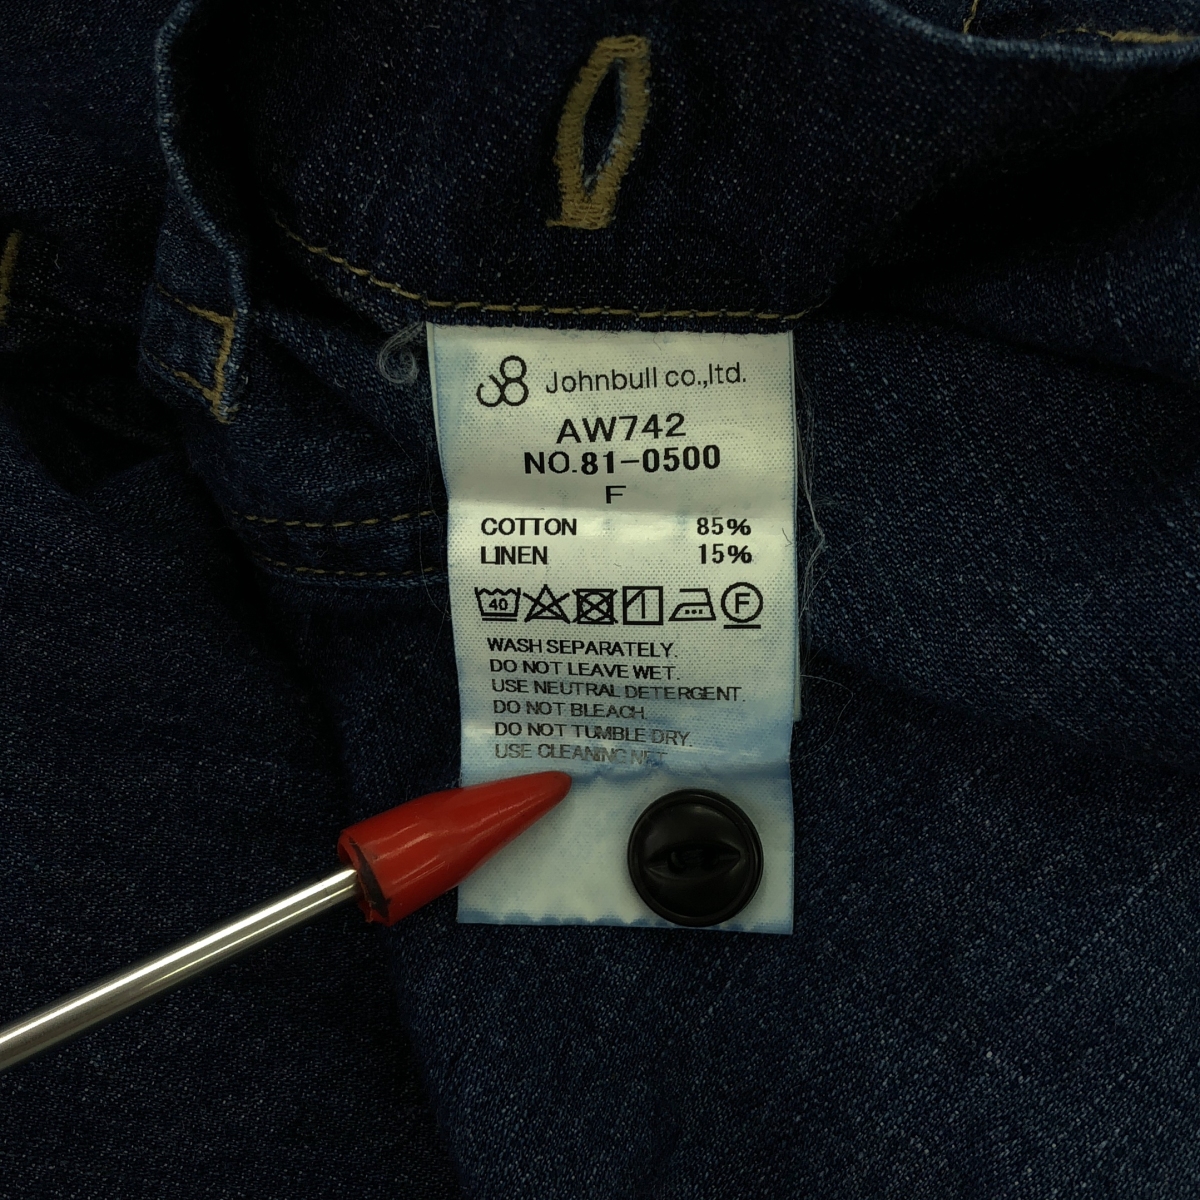 Johnbull co.,ltd.
AW742
NO.81-0500
F
COTTON 85%
LINEN 15%
40 F
WASH SEPARATELY.
DO NOT LEAVE WET.
USE NEUTRAL DETERGENT.
DO NOT BLEACH.
DO NOT TUMBLE DRY.
USE CLEANING NET